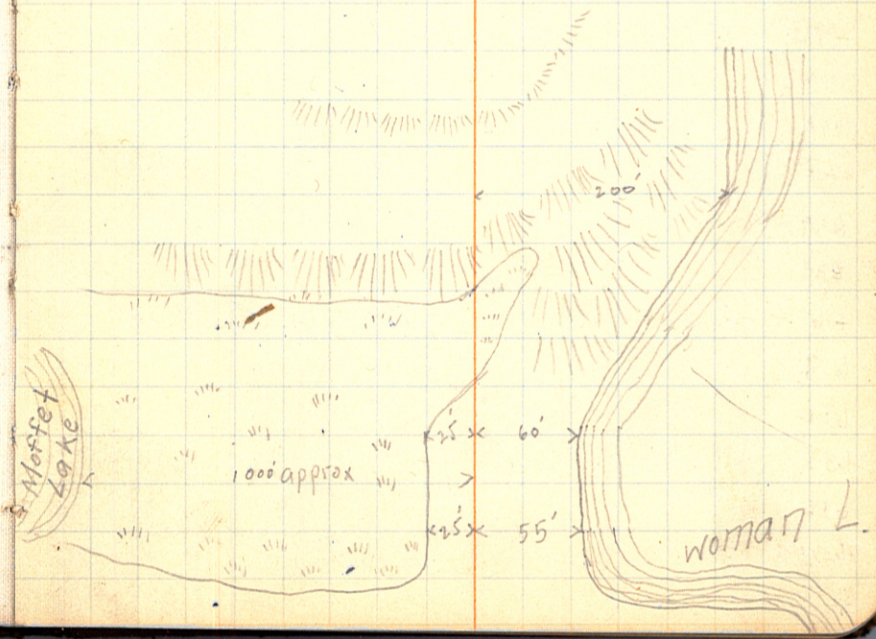 200'
Moffet
Lake
25' 60'
1000' approx
25' 55'
woman L.